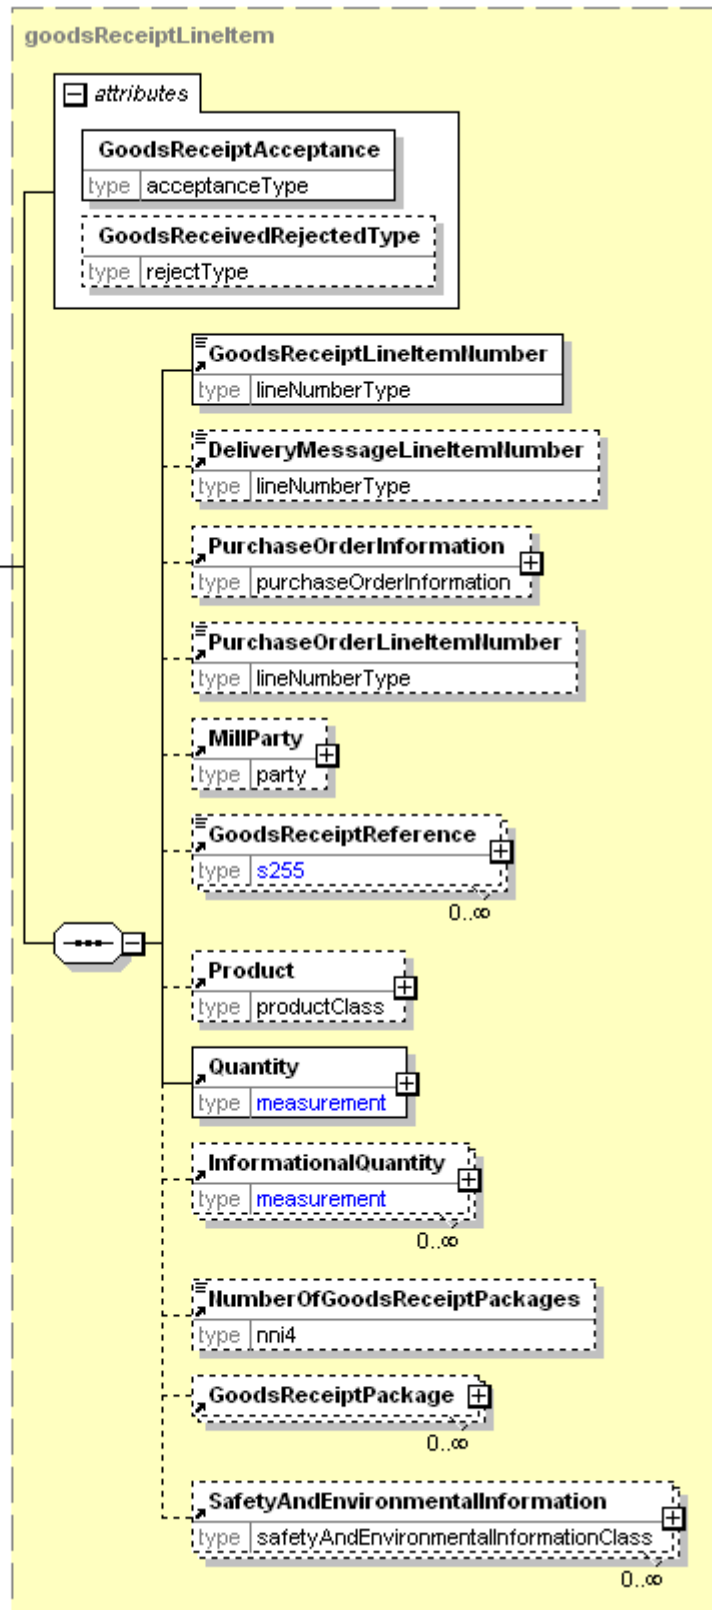 goodsReceiptLineItem
attributes
GoodsReceiptAcceptance
type acceptanceType
GoodsReceivedRejectedType
type rejectType
GoodsReceiptLineItemNumber
type lineNumberType
DeliveryMessageLineItemNumber
type lineNumberType
PurchaseOrderInformation
type purchaseOrderInformation
PurchaseOrderLineItemNumber
type lineNumberType
MillParty
type party
GoodsReceiptReference
type s255
0..∞
Product
type productClass
Quantity
type measurement
InformationalQuantity
type measurement
0..∞
NumberOfGoodsReceiptPackages
type nni4
GoodsReceiptPackage
0..∞
SafetyAndEnvironmentalInformation
type safetyAndEnvironmentalInformationClass
0..∞